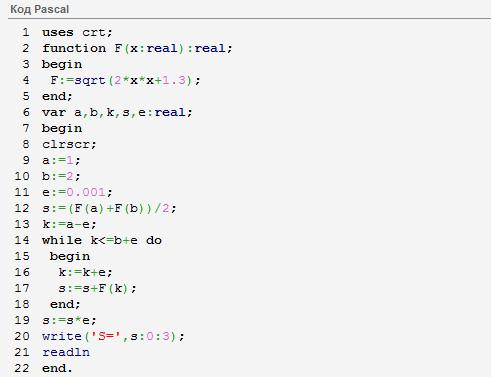 Код Pascal
1 uses crt;
2 function F(x:real):real;
3 begin
4 F:=sqrt(2*x*x+1.3);
5 end;
6 var a,b,k,s,e:real;
7 begin
8 clrscr;
9 a:=1;
10 b:=2;
11 e:=0.001;
12 s:=(F(a)+F(b))/2;
13 k:=a-e;
14 while k<=b+e do
15 begin
16 k:=k+e;
17 s:=s+F(k);
18 end;
19 s:=s*e;
20 write('S=',s:0:3);
21 readln
22 end.